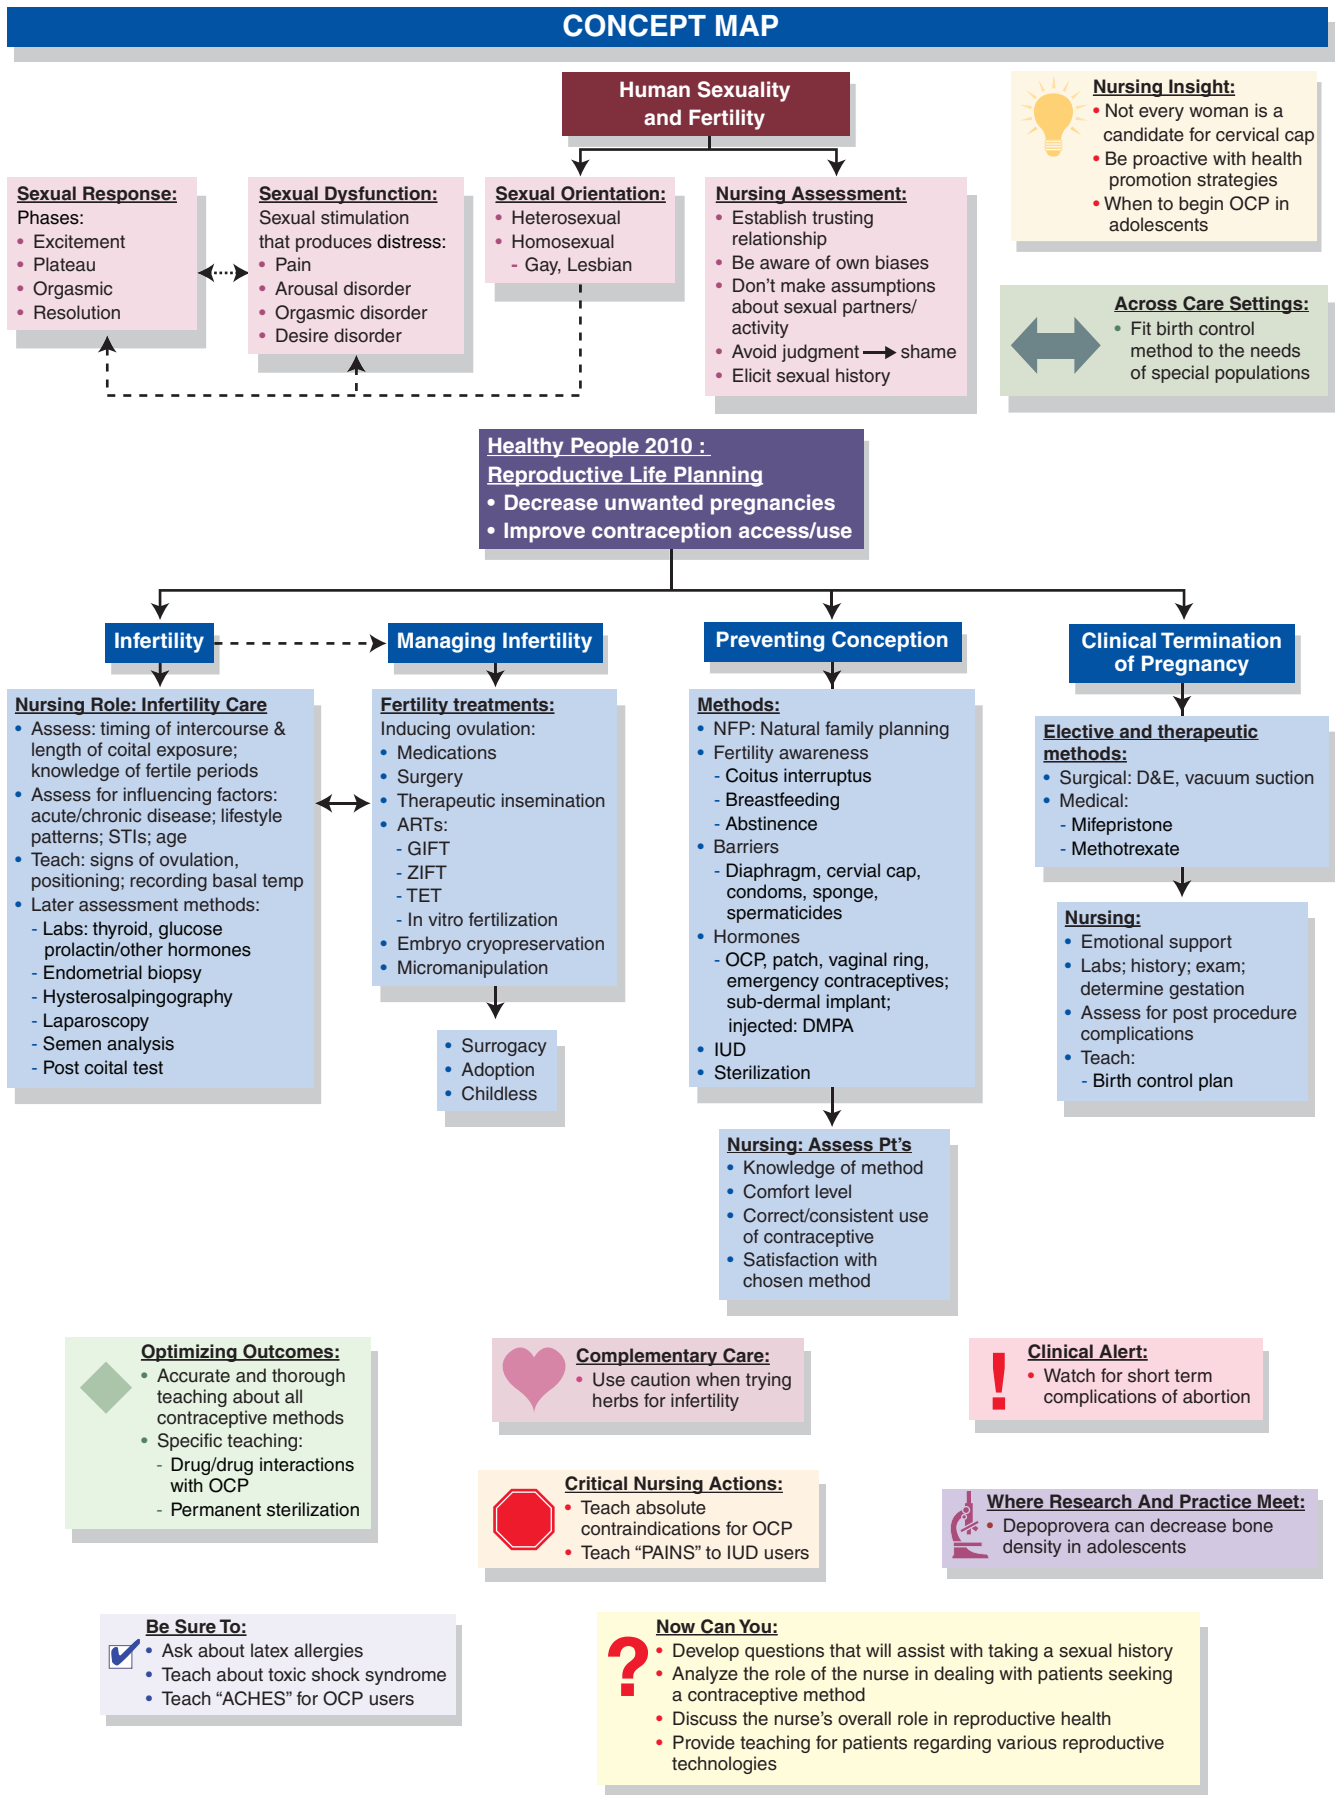 CONCEPT MAP
Human Sexuality
and Fertility
Nursing Insight:
• Not every woman is a
candidate for cervical cap
• Be proactive with health
promotion strategies
• When to begin OCP in
adolescents
Sexual Response:
Phases:
• Excitement
• Plateau
• Orgasmic
• Resolution
Sexual Dysfunction:
Sexual stimulation
that produces distress:
• Pain
• Arousal disorder
• Orgasmic disorder
• Desire disorder
Sexual Orientation:
• Heterosexual
• Homosexual
- Gay, Lesbian
Nursing Assessment:
• Establish trusting
relationship
• Be aware of own biases
• Don't make assumptions
about sexual partners/
activity
• Avoid judgment → shame
• Elicit sexual history
Across Care Settings:
• Fit birth control
method to the needs
of special populations
Healthy People 2010 :
Reproductive Life Planning
• Decrease unwanted pregnancies
• Improve contraception access/use
Infertility
Nursing Role: Infertility Care
• Assess: timing of intercourse &
length of coital exposure;
knowledge of fertile periods
• Assess for influencing factors:
acute/chronic disease; lifestyle
patterns; STIs; age
• Teach: signs of ovulation,
positioning; recording basal temp
• Later assessment methods:
- Labs: thyroid, glucose
prolactin/other hormones
- Endometrial biopsy
- Hysterosalpingography
- Laparoscopy
- Semen analysis
- Post coital test
Managing Infertility
Fertility treatments:
Inducing ovulation:
• Medications
• Surgery
• Therapeutic insemination
• ARTs:
- GIFT
- ZIFT
- TET
- In vitro fertilization
• Embryo cryopreservation
• Micromanipulation
• Surrogacy
• Adoption
• Childless
Preventing Conception
Methods:
• NFP: Natural family planning
• Fertility awareness
- Coitus interruptus
- Breastfeeding
- Abstinence
• Barriers
- Diaphragm, cervial cap,
condoms, sponge,
spermaticides
• Hormones
- OCP, patch, vaginal ring,
emergency contraceptives;
sub-dermal implant;
injected: DMPA
• IUD
• Sterilization
Nursing: Assess Pt's
• Knowledge of method
• Comfort level
• Correct/consistent use
of contraceptive
• Satisfaction with
chosen method
Clinical Termination
of Pregnancy
Elective and therapeutic
methods:
• Surgical: D&E, vacuum suction
• Medical:
- Mifepristone
- Methotrexate
Nursing:
• Emotional support
• Labs; history; exam;
determine gestation
• Assess for post procedure
complications
• Teach:
- Birth control plan
Optimizing Outcomes:
• Accurate and thorough
teaching about all
contraceptive methods
• Specific teaching:
- Drug/drug interactions
with OCP
- Permanent sterilization
Complementary Care:
• Use caution when trying
herbs for infertility
Clinical Alert:
• Watch for short term
complications of abortion
Critical Nursing Actions:
• Teach absolute
contraindications for OCP
• Teach “PAINS” to IUD users
Where Research And Practice Meet:
• Depoprovera can decrease bone
density in adolescents
Be Sure To:
• Ask about latex allergies
• Teach about toxic shock syndrome
• Teach “ACHES” for OCP users
Now Can You:
• Develop questions that will assist with taking a sexual history
• Analyze the role of the nurse in dealing with patients seeking
a contraceptive method
• Discuss the nurse's overall role in reproductive health
• Provide teaching for patients regarding various reproductive
technologies